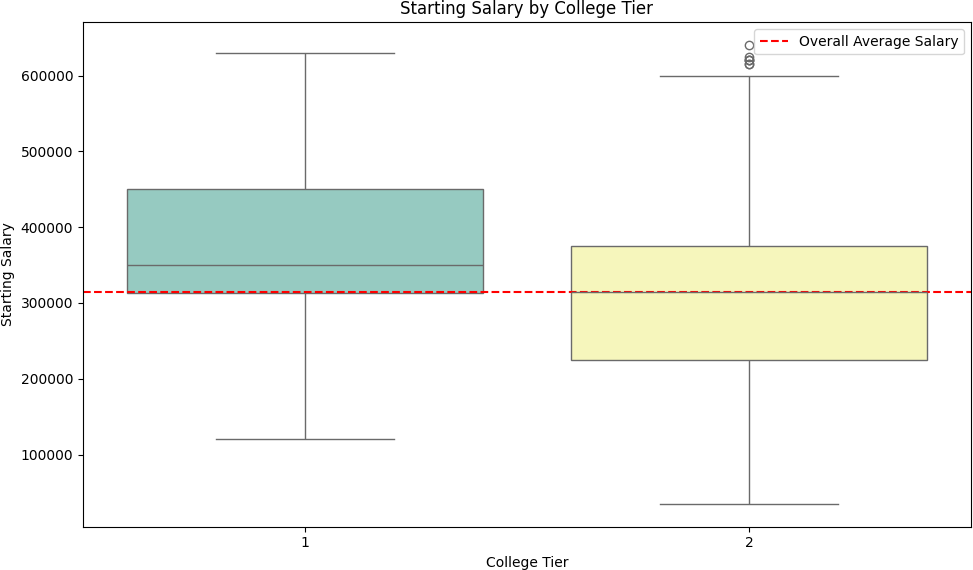 Starting Salary by College Tier
Overall Average Salary
600000
500000
400000
300000
200000
100000
Starting Salary
1
2
College Tier